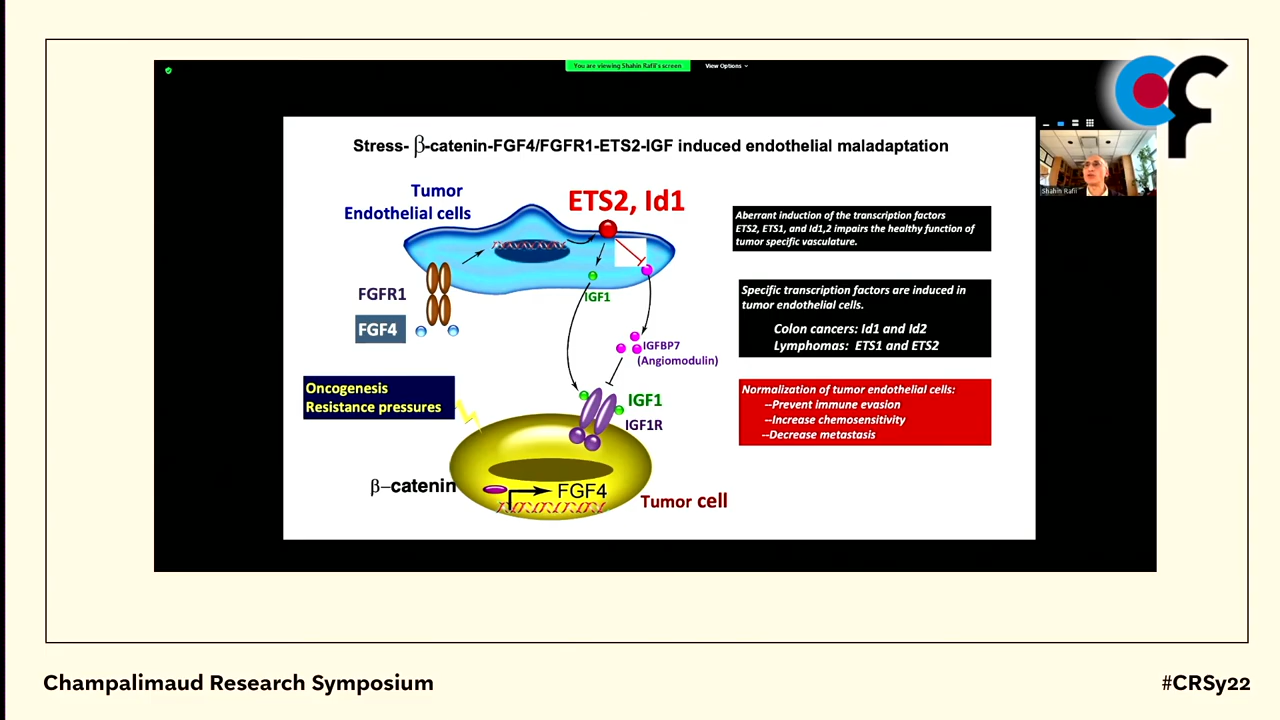 You are viewing Shahin Rafii's screen
View Options
Stress- β-catenin-FGF4/FGFR1-ETS2-IGF induced endothelial maladaptation
Shahin Rafii
Tumor
Endothelial cells
ETS2, Id1
FGFR1
FGF4
IGF1
IGFBP7
(Angiomodulin)
Oncogenesis
Resistance pressures
IGF1
IGF1R
β-catenin
FGF4
Tumor cell
Aberrant induction of the transcription factors
ETS2, ETS1, and Id1,2 impairs the healthy function of
tumor specific vasculature.
Specific transcription factors are induced in
tumor endothelial cells.
Colon cancers: Id1 and Id2
Lymphomas: ETS1 and ETS2
Normalization of tumor endothelial cells:
--Prevent immune evasion
--Increase chemosensitivity
--Decrease metastasis
Champalimaud Research Symposium
#CRSy22